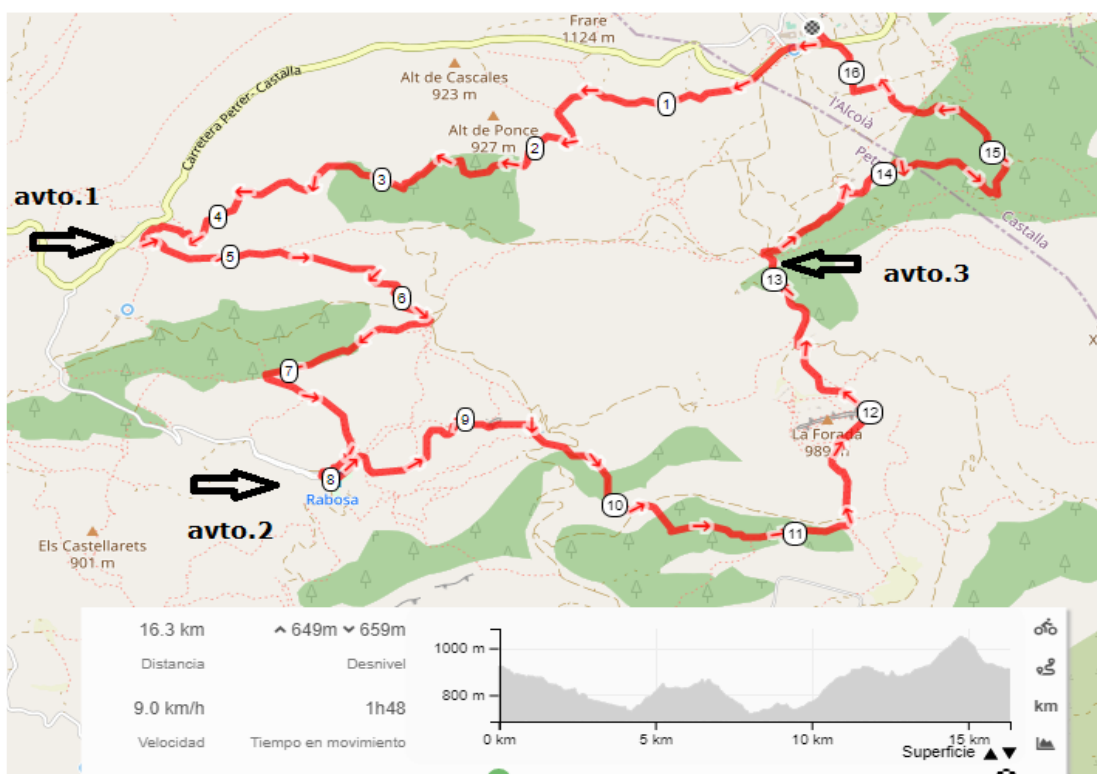 Frare
1124 m
Carretera Petrer- Castalla
Alt de Cascales
923 m
16
1
l'Alcoià
Alt de Ponce
927 m
2
15
3
14
avto.1
4
Castalla
5
avto.3
13
6
7
12
9
La Forada
8
Rabosa
avto.2
10
11
Els Castellarets
901 m
16.3 km
649m 659m
Distancia
Desnivel
9.0 km/h
1h48
Velocidad
Tiempo en movimiento
1000 m
800 m
0 km
5 km
10 km
15 km
Superficie
km